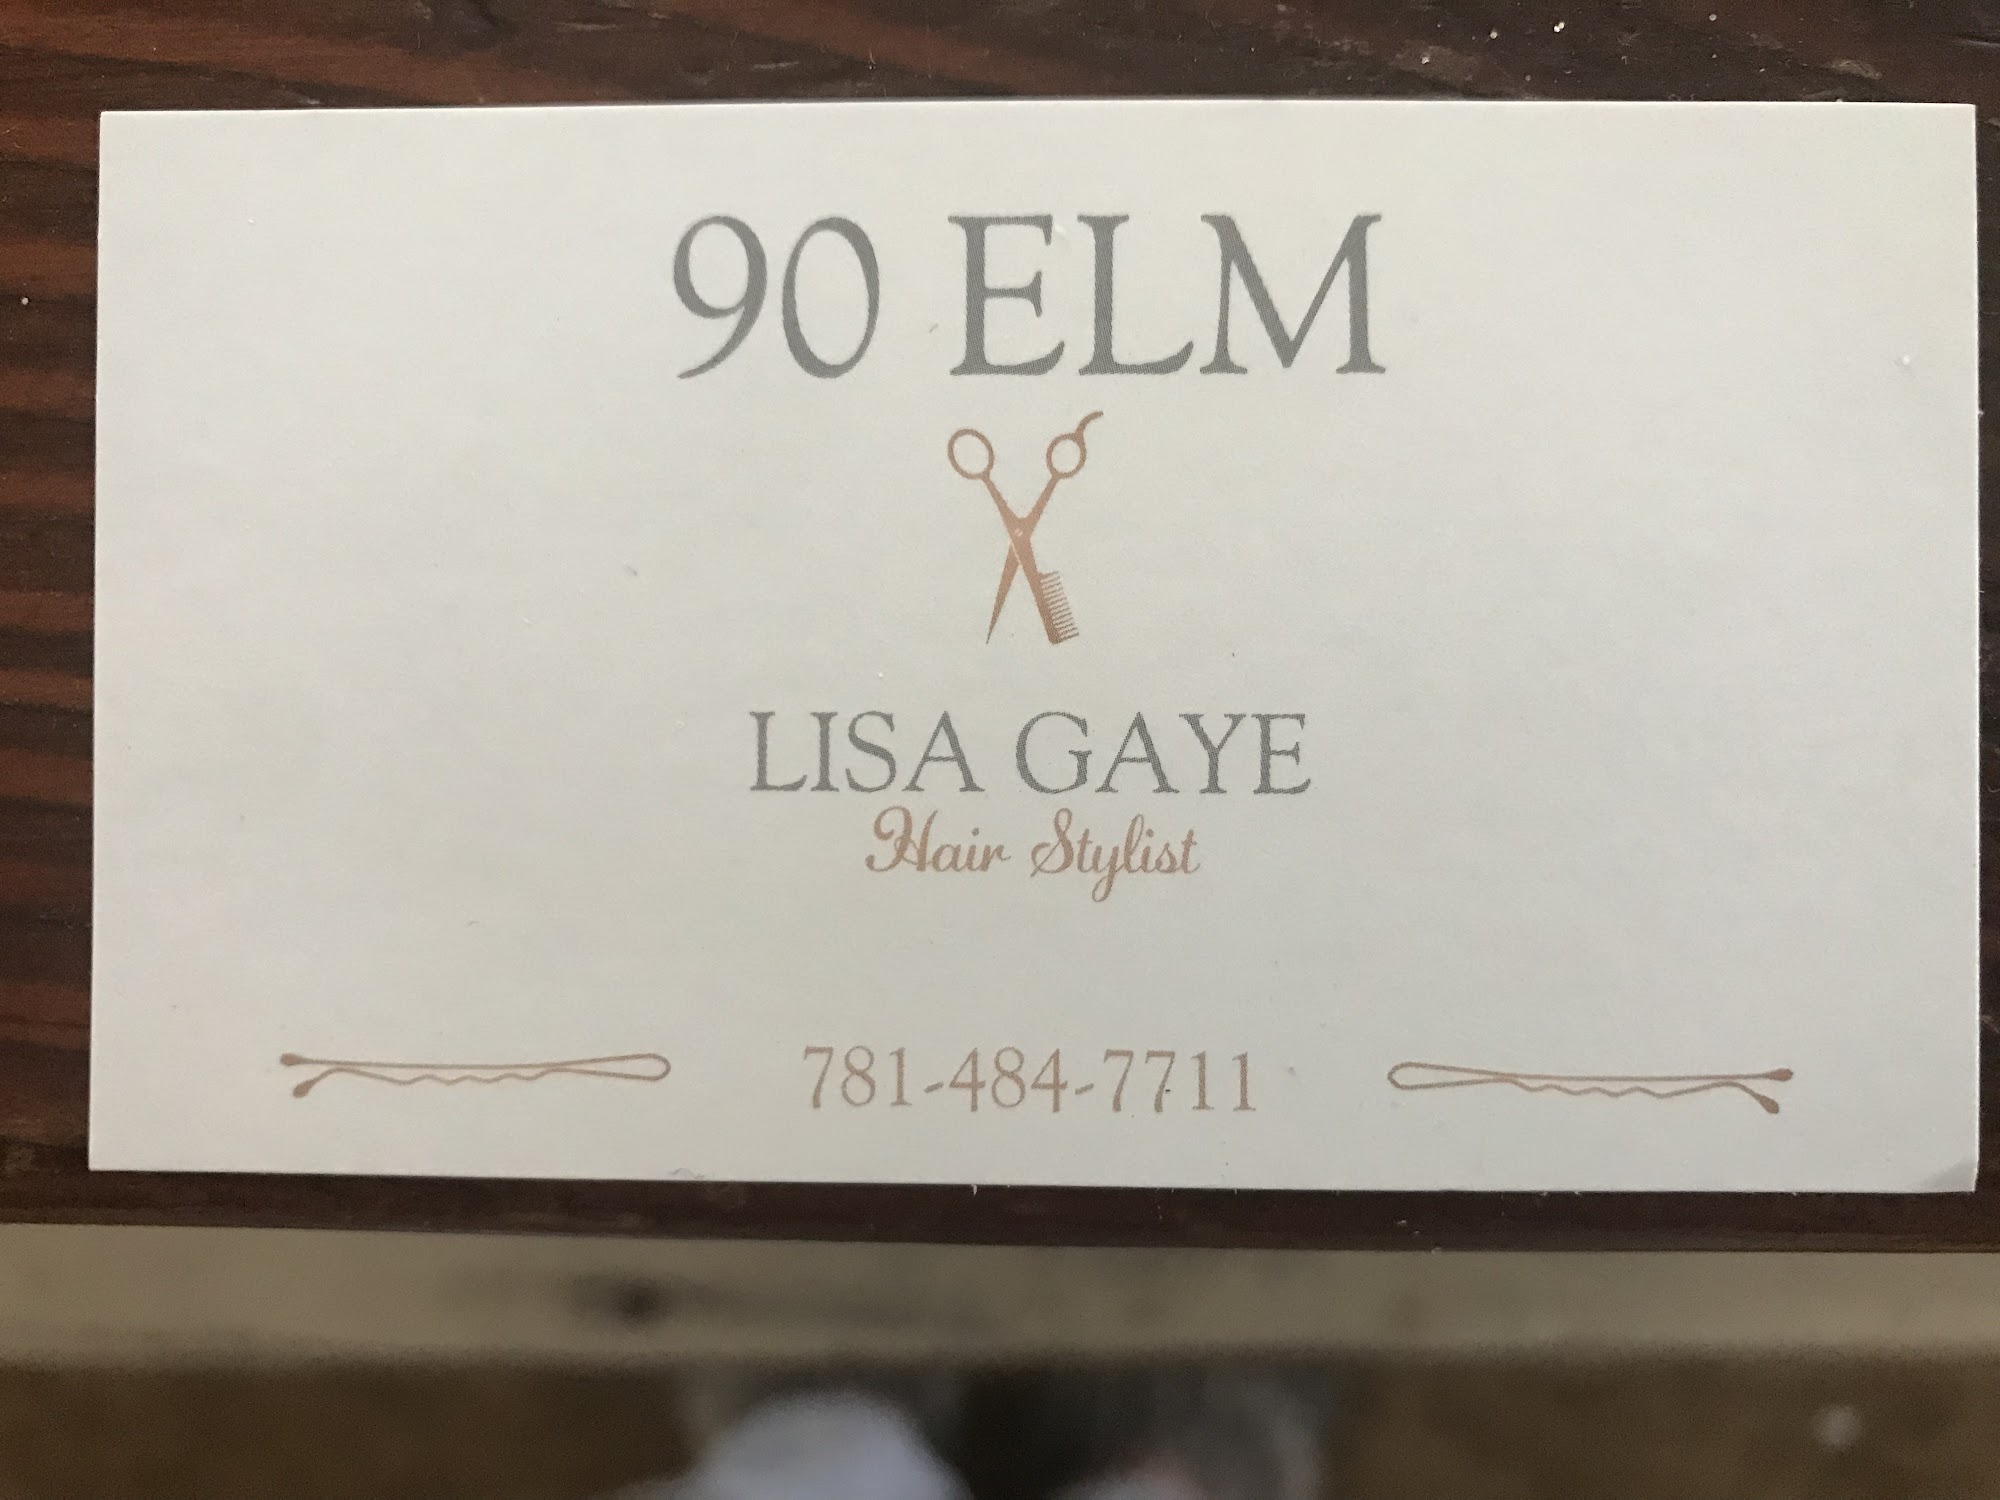 90 ELM
LISA GAYE
Hair Stylist
781-484-7711